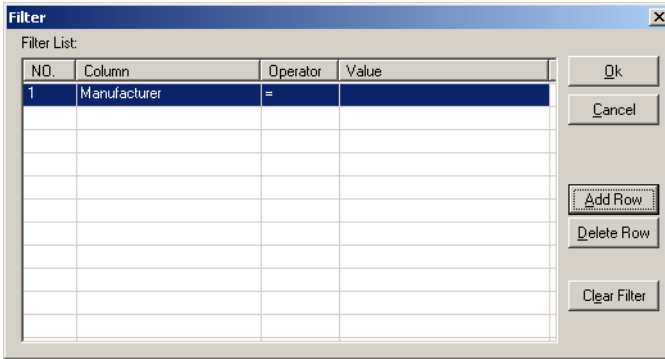 Filter
Filter List:
NO. Column Operator Value
1 Manufacturer =
Ok
Cancel
Add Row
Delete Row
Clear Filter